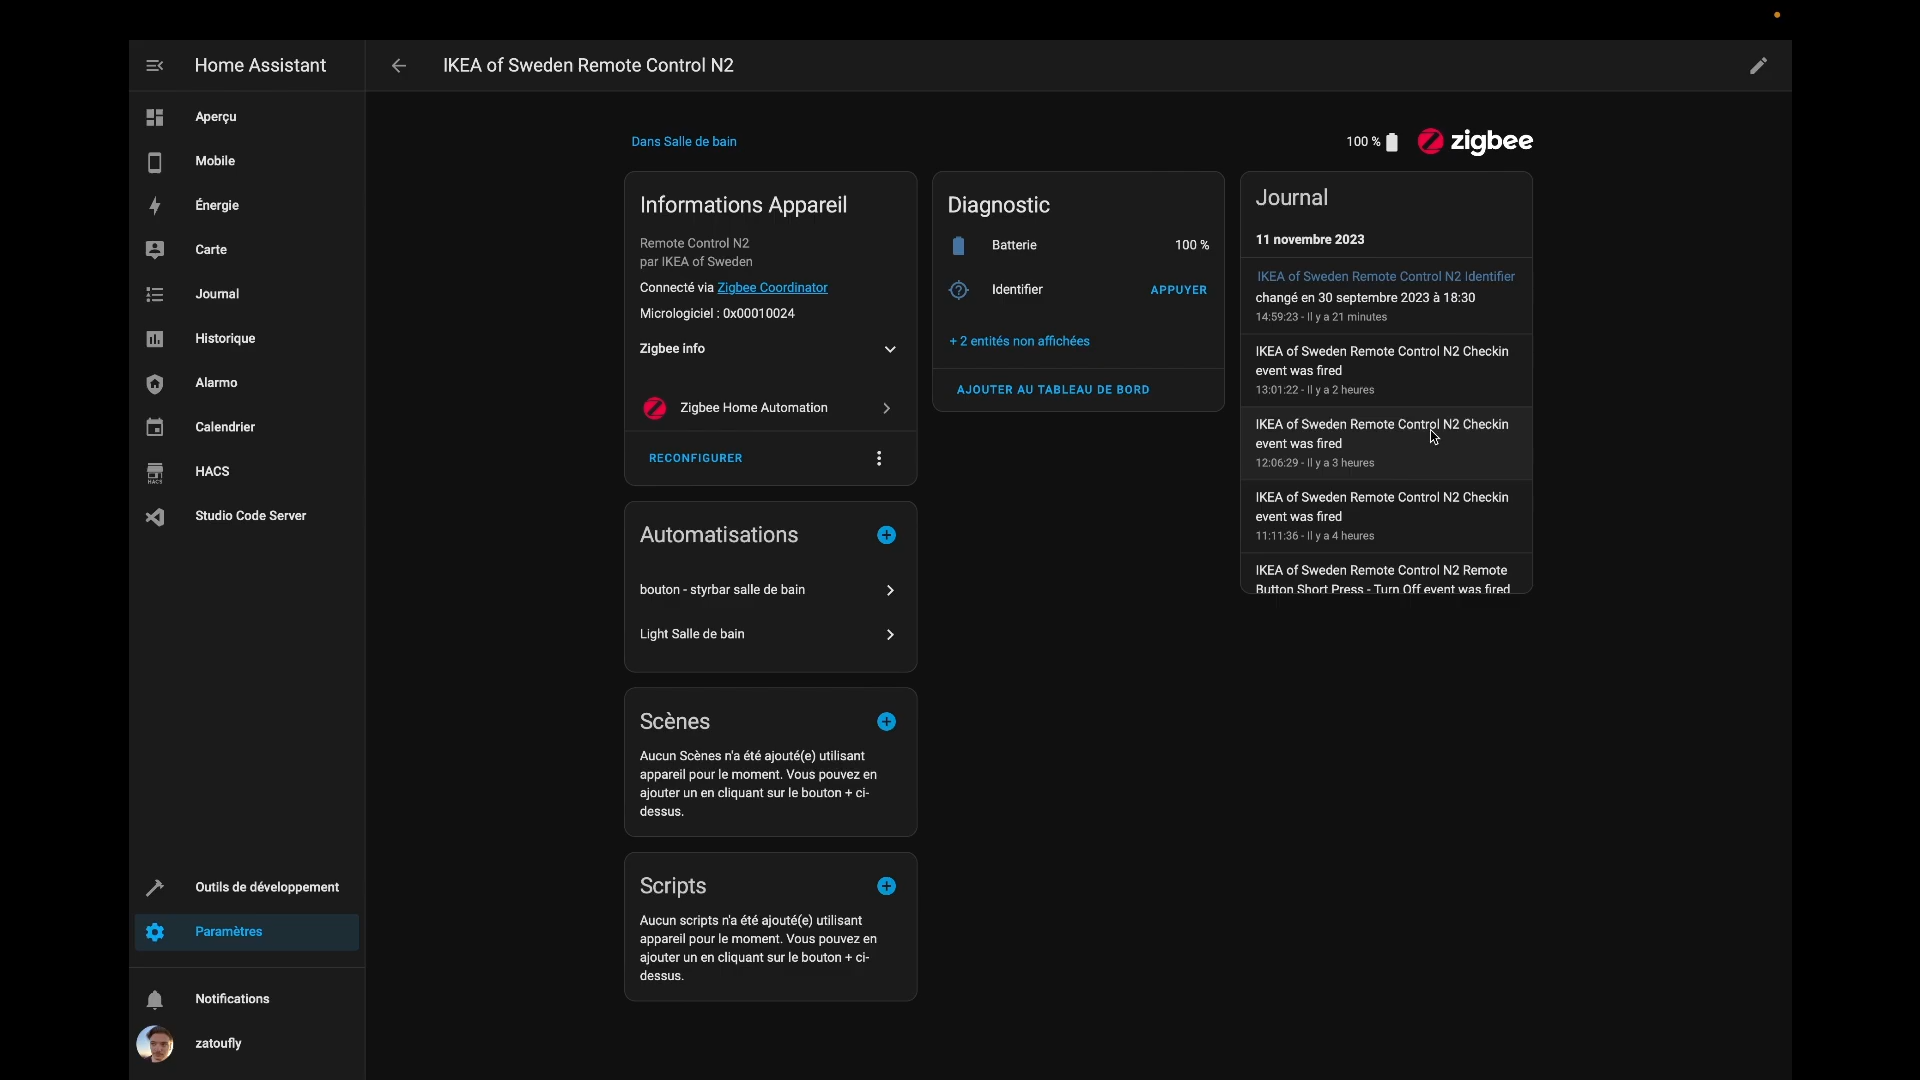 Home Assistant
IKEA of Sweden Remote Control N2
Aperçu
Mobile
Énergie
Carte
Journal
Historique
Alarmo
Calendrier
HACS
HACS
Studio Code Server
Outils de développement
Paramètres
Notifications
zatoufly
Dans Salle de bain
100 %
zigbee
Informations Appareil
Remote Control N2
par IKEA of Sweden
Connecté via Zigbee Coordinator
Micrologiciel : 0x00010024
Zigbee info
Zigbee Home Automation
RECONFIGURER
Automatisations
bouton - styrbar salle de bain
Light Salle de bain
Scènes
Aucun Scènes n'a été ajouté(e) utilisant
appareil pour le moment. Vous pouvez en
ajouter un en cliquant sur le bouton + ci-
dessus.
Scripts
Aucun scripts n'a été ajouté(e) utilisant
appareil pour le moment. Vous pouvez en
ajouter un en cliquant sur le bouton + ci-
dessus.
Diagnostic
Batterie 100 %
Identifier APPUYER
+ 2 entités non affichées
AJOUTER AU TABLEAU DE BORD
Journal
11 novembre 2023
IKEA of Sweden Remote Control N2 Identifier
changé en 30 septembre 2023 à 18:30
14:59:23 - Il y a 21 minutes
IKEA of Sweden Remote Control N2 Checkin
event was fired
13:01:22 - Il y a 2 heures
IKEA of Sweden Remote Control N2 Checkin
event was fired
12:06:29 - Il y a 3 heures
IKEA of Sweden Remote Control N2 Checkin
event was fired
11:11:36 - Il y a 4 heures
IKEA of Sweden Remote Control N2 Remote
Button Short Press - Turn Off event was fired